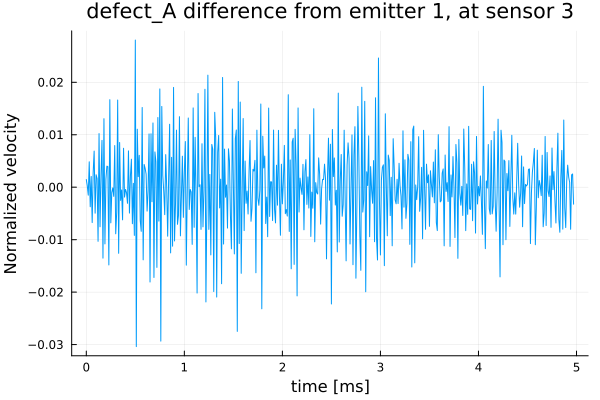 defect_A difference from emitter 1, at sensor 3
Normalized velocity
0.02
0.01
0.00
−0.01
−0.02
−0.03
0 1 2 3 4 5
time [ms]